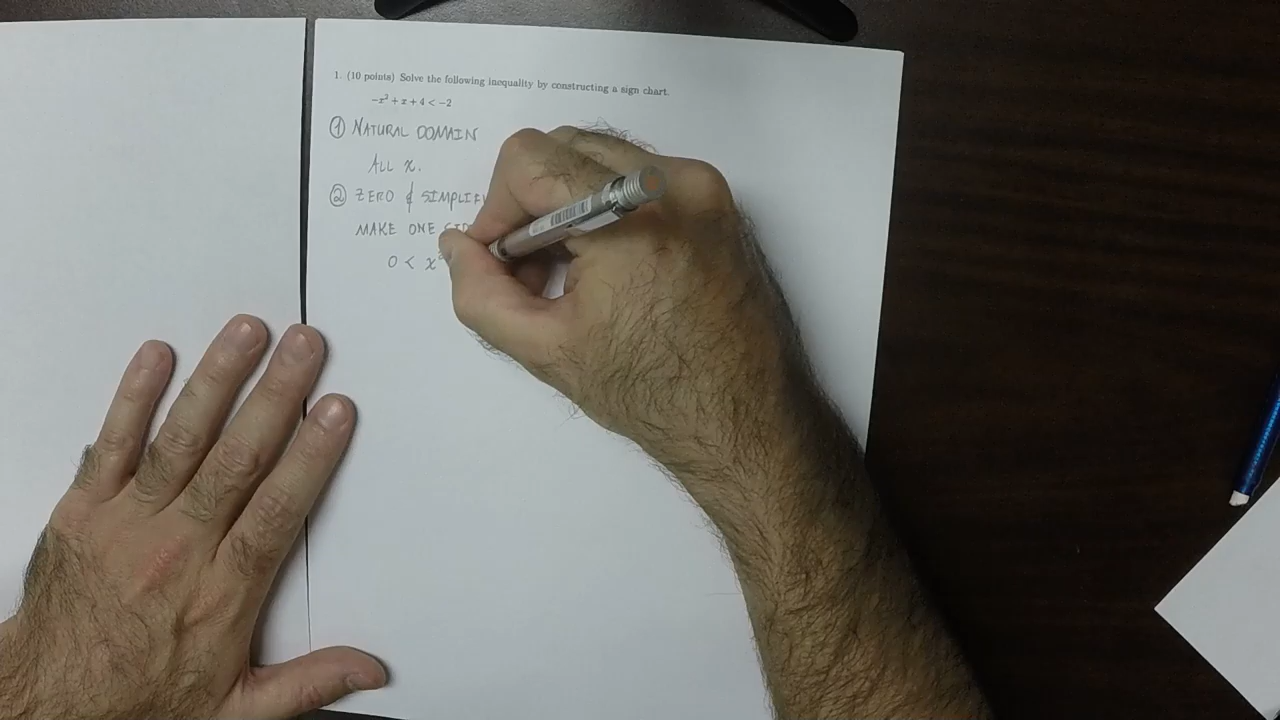 1. (10 points) Solve the following inequality by constructing a sign chart.
−x² + x + 4 < −2
① NATURAL DOMAIN
ALL x.
② ZERO & SIMPLIFY
MAKE ONE
0 < x²